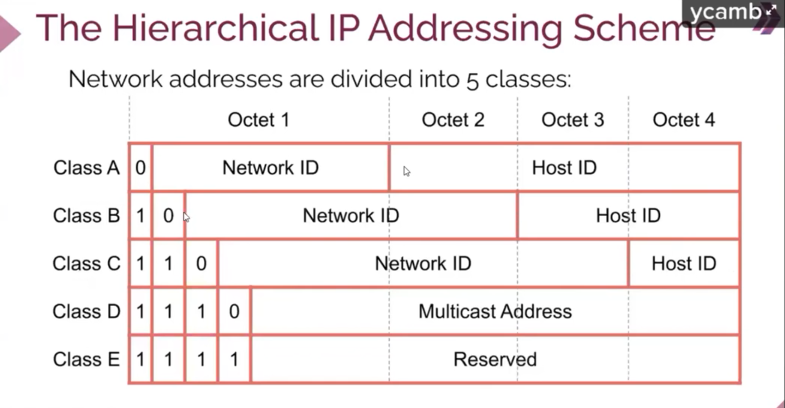 ycamb
The Hierarchical IP Addressing Scheme
Network addresses are divided into 5 classes:
Octet 1 Octet 2 Octet 3 Octet 4
Class A 0 Network ID Host ID
Class B 1 0 Network ID Host ID
Class C 1 1 0 Network ID Host ID
Class D 1 1 1 0 Multicast Address
Class E 1 1 1 1 Reserved